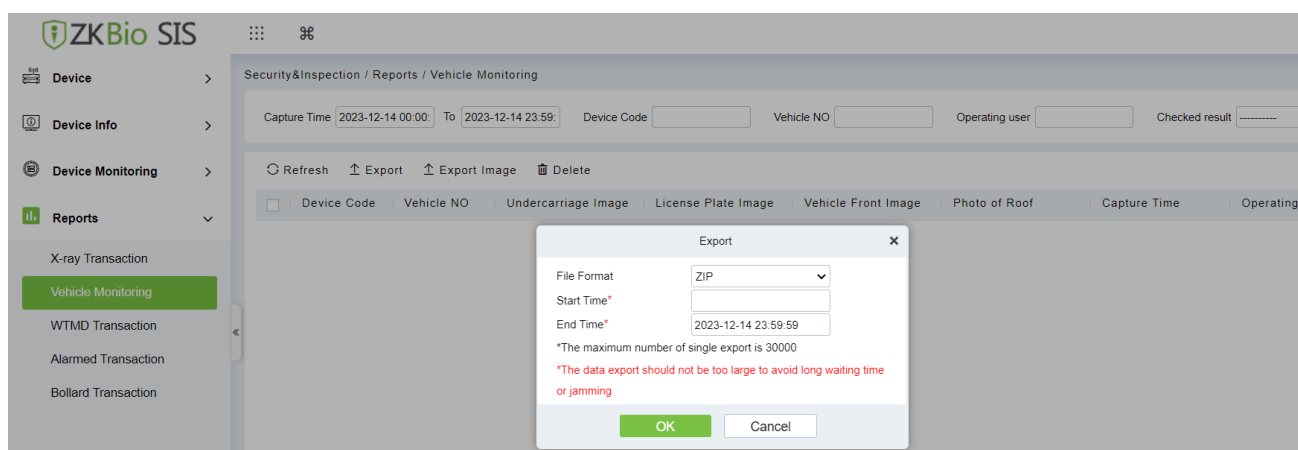 ZKBio SIS
Device
Device Info
Device Monitoring
Reports
X-ray Transaction
Vehicle Monitoring
WTMD Transaction
Alarmed Transaction
Bollard Transaction
Security&Inspection / Reports / Vehicle Monitoring
Capture Time 2023-12-14 00:00: To 2023-12-14 23:59: Device Code Vehicle NO Operating user Checked result ----------
Refresh Export Export Image Delete
Device Code Vehicle NO Undercarriage Image License Plate Image Vehicle Front Image Photo of Roof Capture Time Operating
Export
File Format ZIP
Start Time*
End Time* 2023-12-14 23:59:59
*The maximum number of single export is 30000
*The data export should not be too large to avoid long waiting time
or jamming
OK Cancel